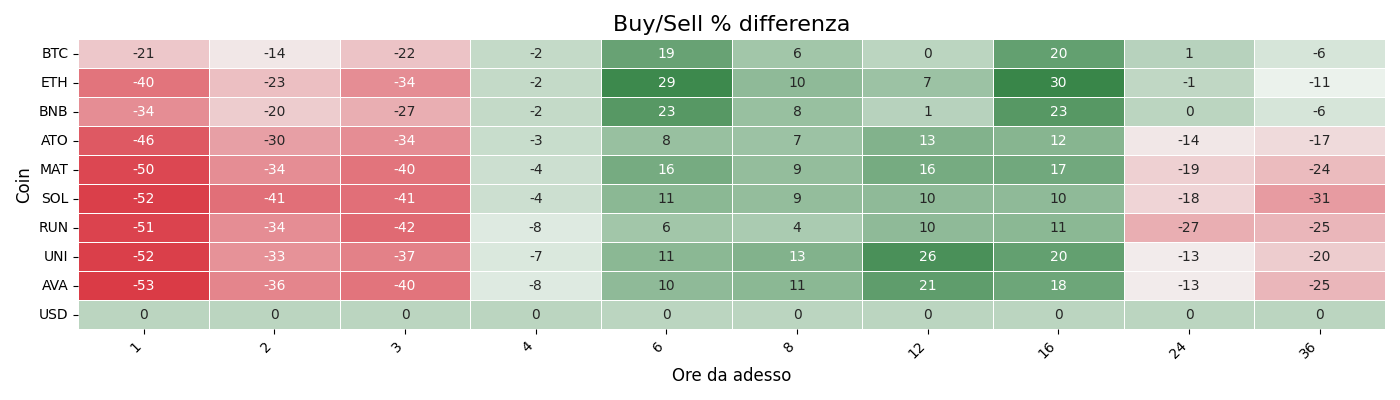 Buy/Sell % differenza
Coin
BTC -21 -14 -22 -2 19 6 0 20 1 -6
ETH -40 -23 -34 -2 29 10 7 30 -1 -11
BNB -34 -20 -27 -2 23 8 1 23 0 -6
ATO -46 -30 -34 -3 8 7 13 12 -14 -17
MAT -50 -34 -40 -4 16 9 16 17 -19 -24
SOL -52 -41 -41 -4 11 9 10 10 -18 -31
RUN -51 -34 -42 -8 6 4 10 11 -27 -25
UNI -52 -33 -37 -7 11 13 26 20 -13 -20
AVA -53 -36 -40 -8 10 11 21 18 -13 -25
USD 0 0 0 0 0 0 0 0 0 0
1 2 3 4 6 8 12 16 24 36
Ore da adesso